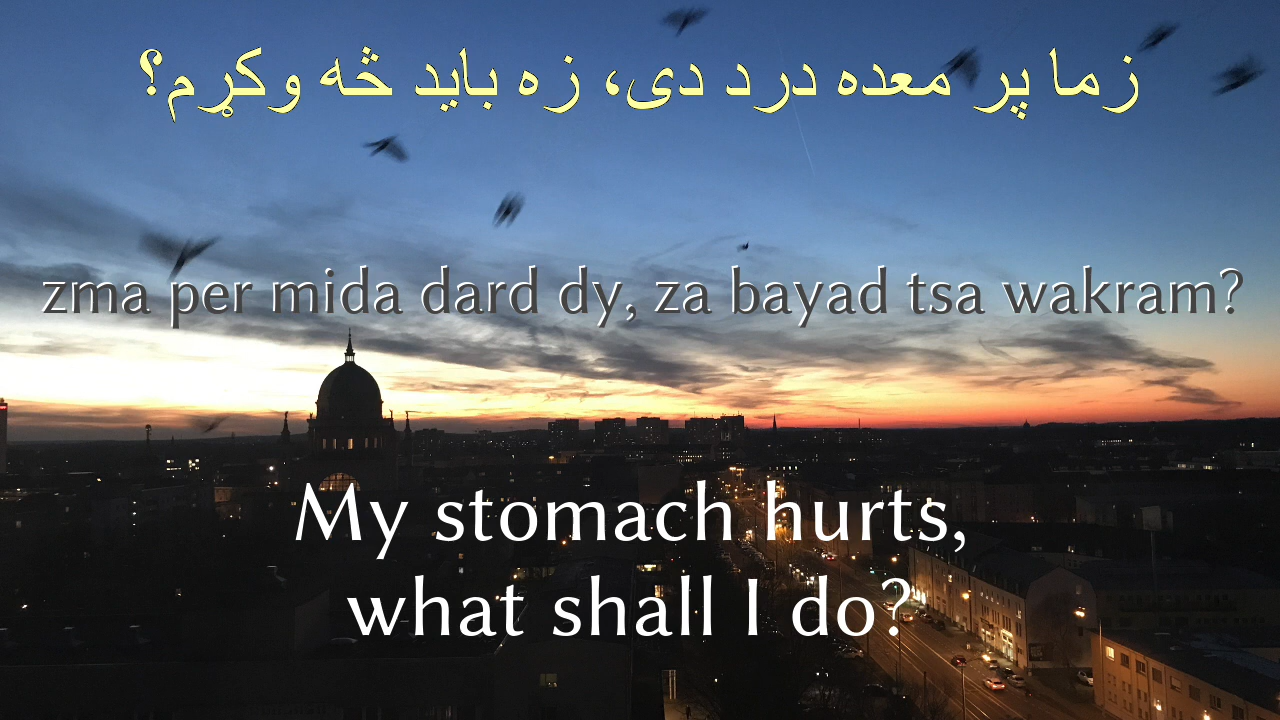 زما پر معده درد دی، زه باید څه وکړم؟
zma per mida dard dy, za bayad tsa wakram?
My stomach hurts,
what shall I do?